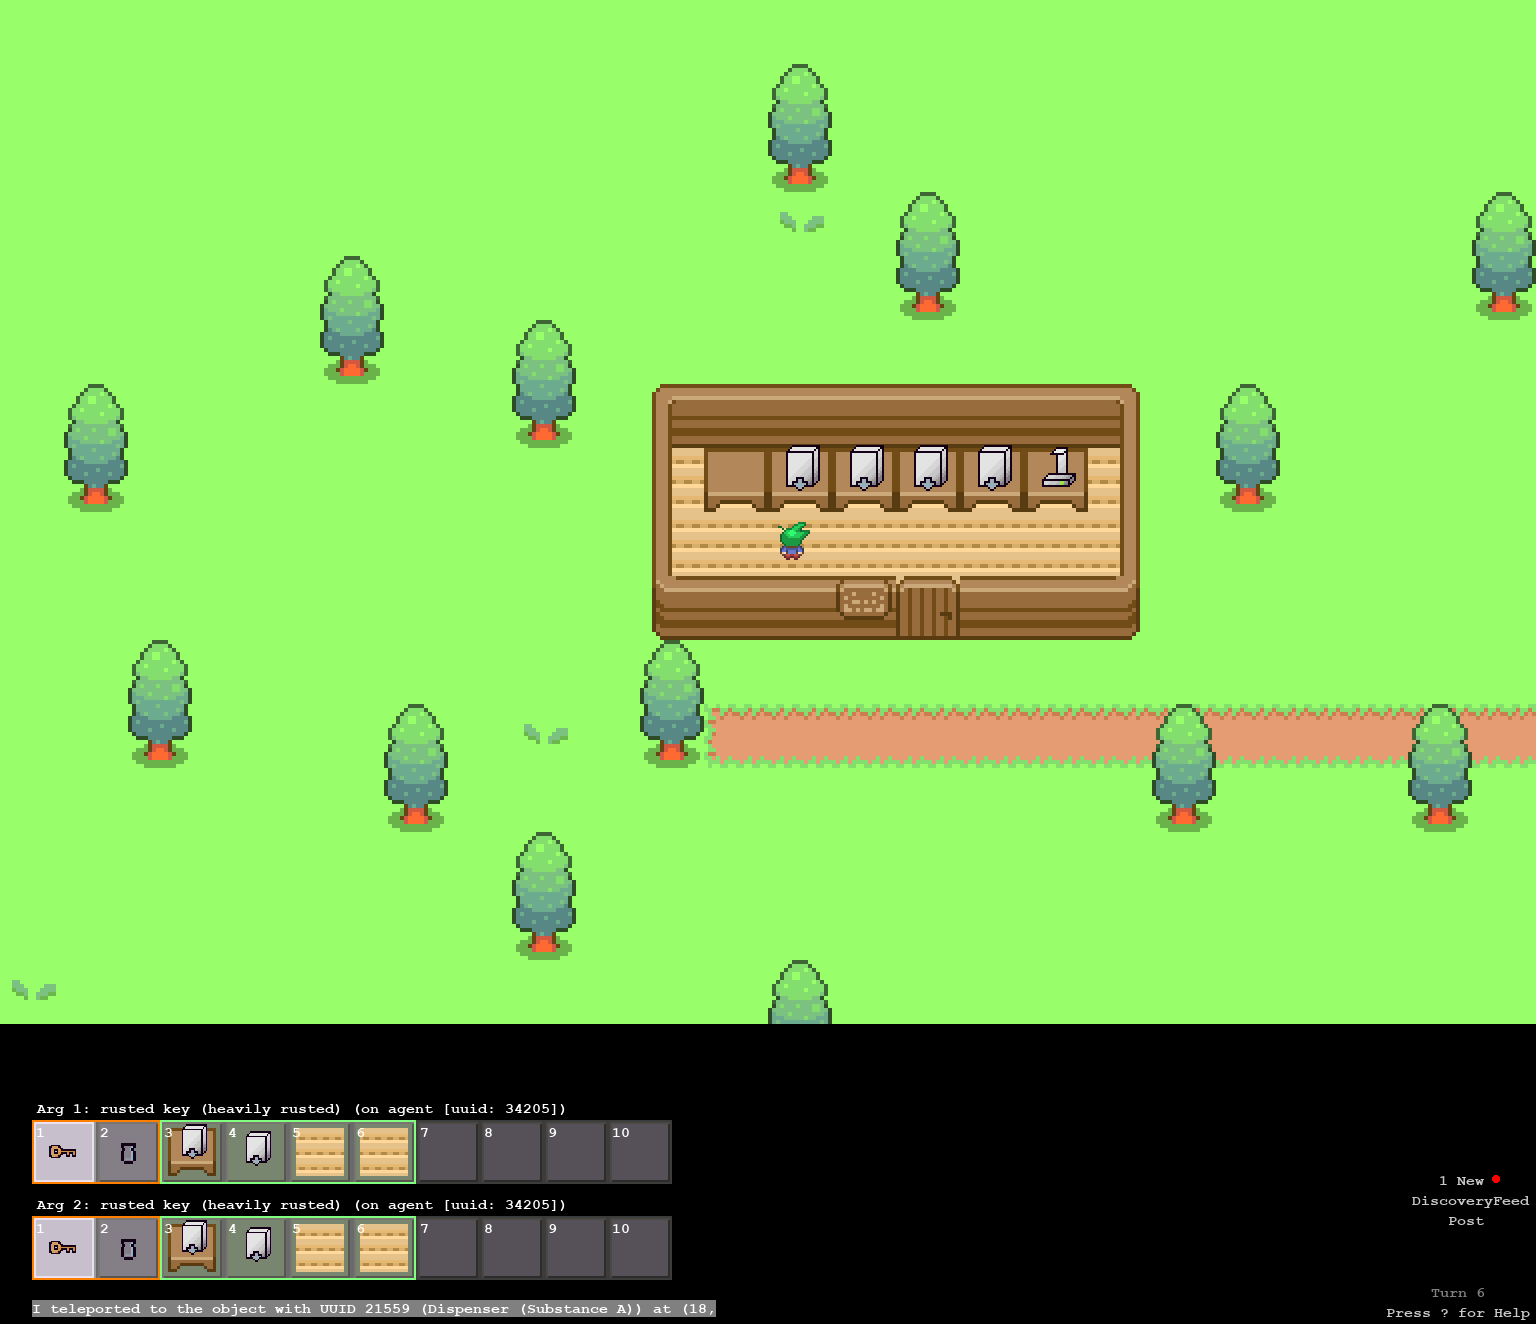 Arg 1: rusted key (heavily rusted) (on agent [uuid: 34205])
1 2 3 4 5 6 7 8 9 10
Arg 2: rusted key (heavily rusted) (on agent [uuid: 34205])
1 2 3 4 5 6 7 8 9 10
1 New
DiscoveryFeed
Post
Turn 6
I teleported to the object with UUID 21559 (Dispenser (Substance A)) at (18,
Press ? for Help